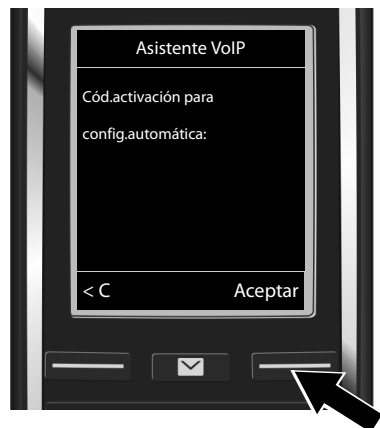 Asistente VoIP
Cód.activación para
config.automática:
< C Aceptar